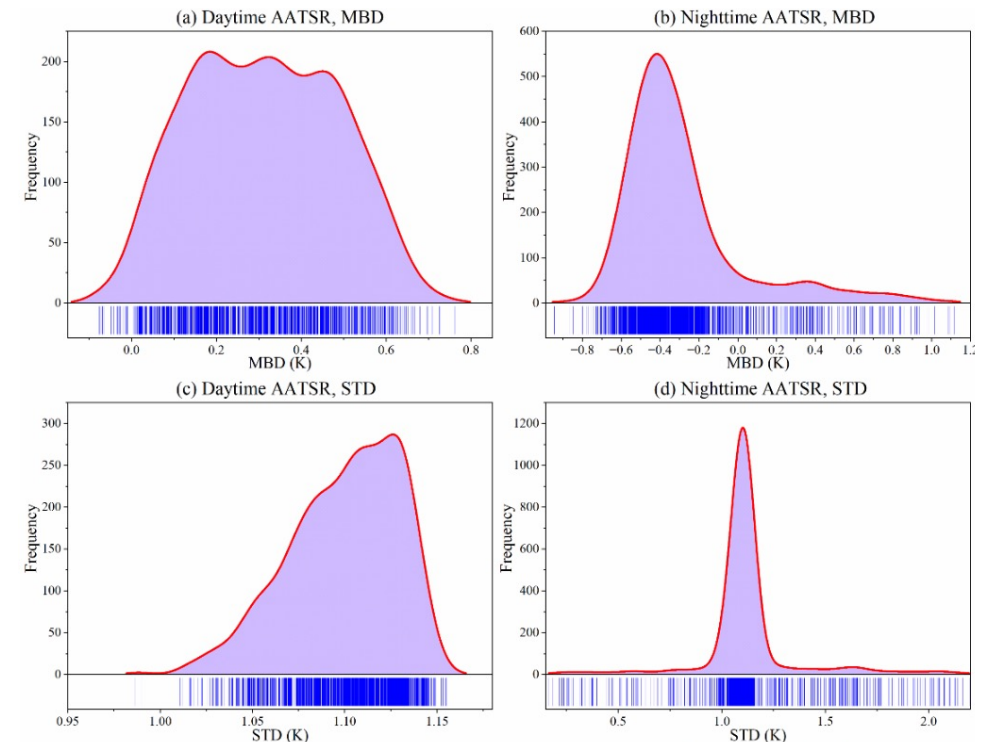 (a) Daytime AATSR, MBD
200
150
100
50
0
Frequency
0.0 0.2 0.4 0.6 0.8
MBD (K)
(b) Nighttime AATSR, MBD
600
500
400
300
200
100
0
Frequency
−0.8 −0.6 −0.4 −0.2 0.0 0.2 0.4 0.6 0.8 1.0 1.2
MBD (K)
(c) Daytime AATSR, STD
300
250
200
150
100
50
0
Frequency
0.95 1.00 1.05 1.10 1.15
STD (K)
(d) Nighttime AATSR, STD
1200
1000
800
600
400
200
0
Frequency
0.5 1.0 1.5 2.0
STD (K)